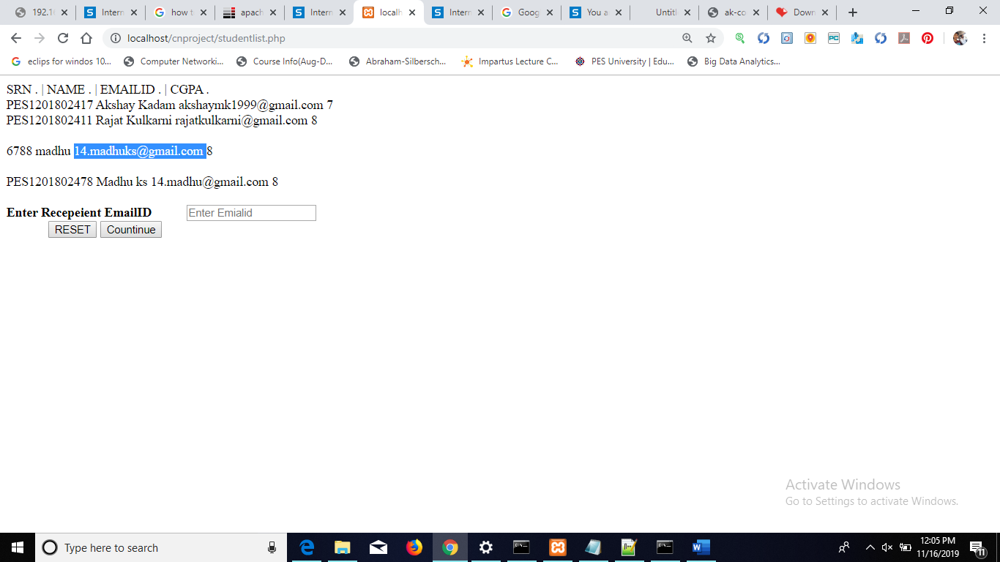 192.1
Intern
how t
apach
Intern
localh
Intern
Goog
You a
Untitl
ak-co
Down
localhost/cnproject/studentlist.php
eclips for windos 10...
Computer Networki...
Course Info(Aug-D...
Abraham-Silbersch...
Impartus Lecture C...
PES University | Edu...
Big Data Analytics...
SRN . | NAME . | EMAILID . | CGPA .
PES1201802417 Akshay Kadam akshaymk1999@gmail.com 7
PES1201802411 Rajat Kulkarni rajatkulkarni@gmail.com 8
6788 madhu 14.madhuks@gmail.com 8
PES1201802478 Madhu ks 14.madhu@gmail.com 8
Enter Recepeient EmailID Enter Emialid
RESET Countinue
Activate Windows
Go to Settings to activate Windows.
Type here to search
12:05 PM
11/16/2019
11